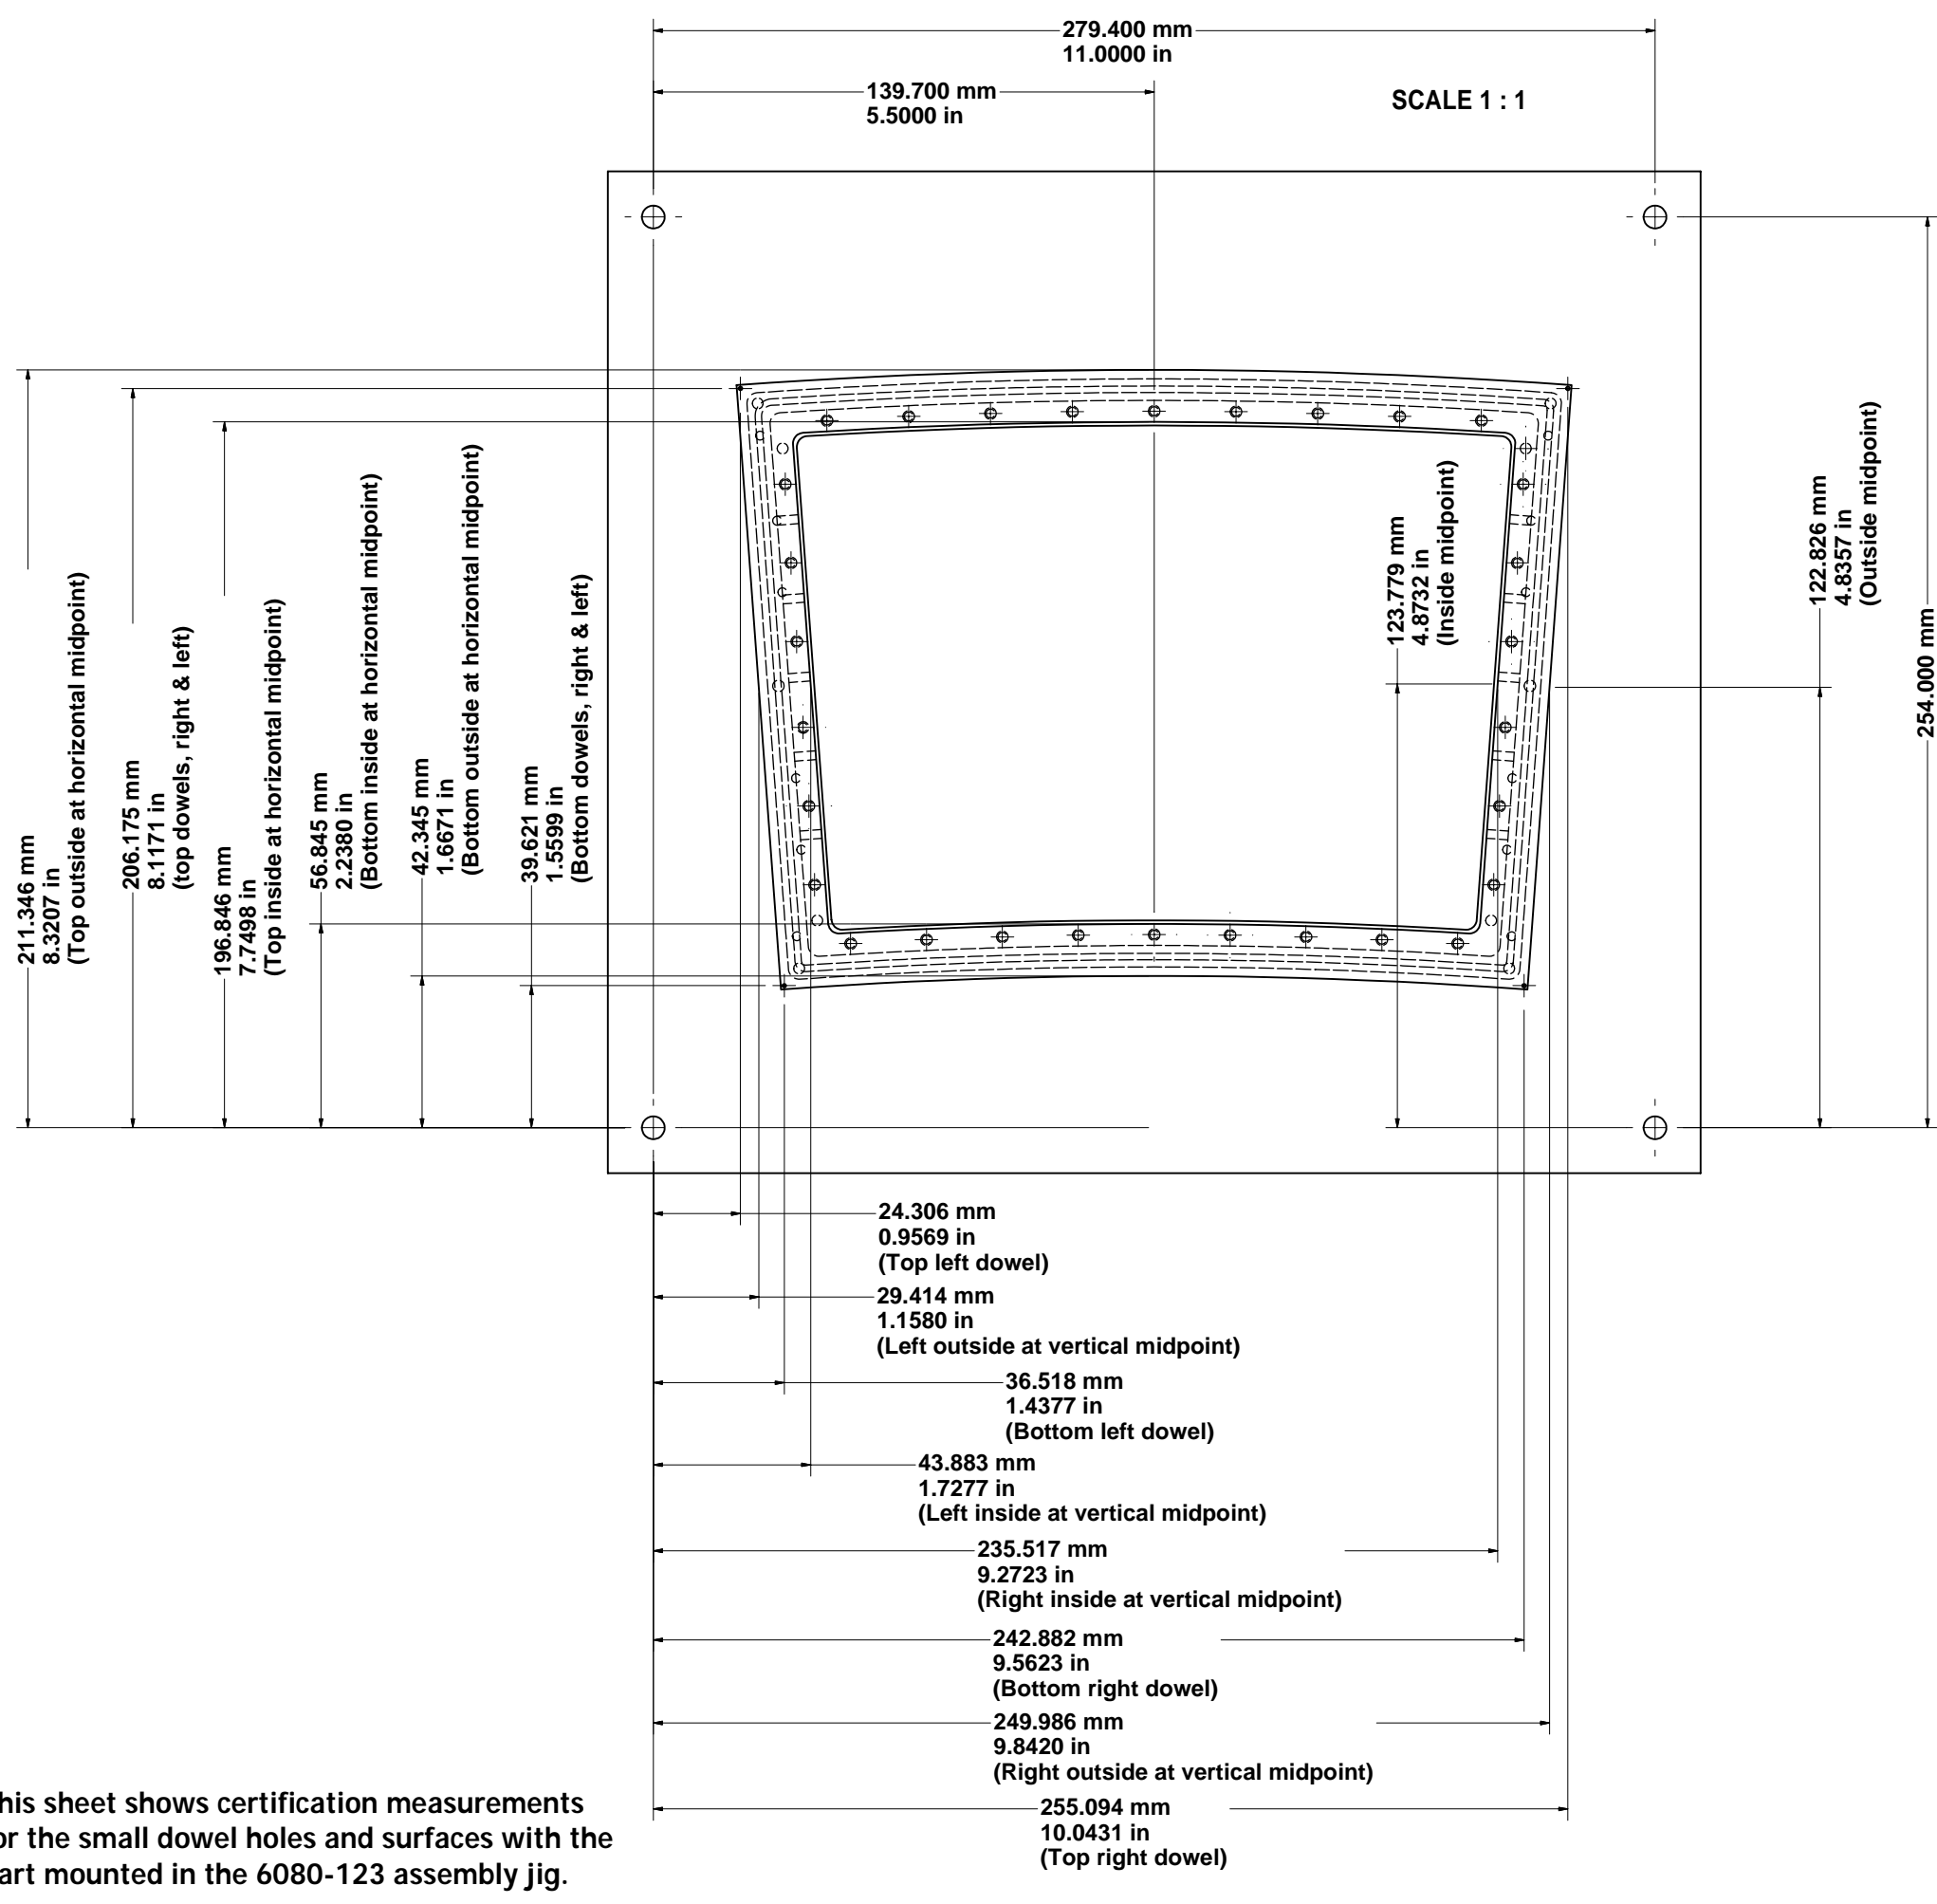 279.400 mm
11.0000 in
139.700 mm
5.5000 in
SCALE 1 : 1
211.346 mm
8.3207 in
(Top outside at horizontal midpoint)
206.175 mm
8.1171 in
(top dowels, right & left)
196.846 mm
7.7498 in
(Top inside at horizontal midpoint)
56.845 mm
2.2380 in
(Bottom inside at horizontal midpoint)
42.345 mm
1.6671 in
(Bottom outside at horizontal midpoint)
39.621 mm
1.5599 in
(Bottom dowels, right & left)
123.779 mm
4.8732 in
(Inside midpoint)
122.826 mm
4.8357 in
(Outside midpoint)
254.000 mm
24.306 mm
0.9569 in
(Top left dowel)
29.414 mm
1.1580 in
(Left outside at vertical midpoint)
36.518 mm
1.4377 in
(Bottom left dowel)
43.883 mm
1.7277 in
(Left inside at vertical midpoint)
235.517 mm
9.2723 in
(Right inside at vertical midpoint)
242.882 mm
9.5623 in
(Bottom right dowel)
249.986 mm
9.8420 in
(Right outside at vertical midpoint)
255.094 mm
10.0431 in
(Top right dowel)
his sheet shows certification measurements
or the small dowel holes and surfaces with the
art mounted in the 6080-123 assembly jig.